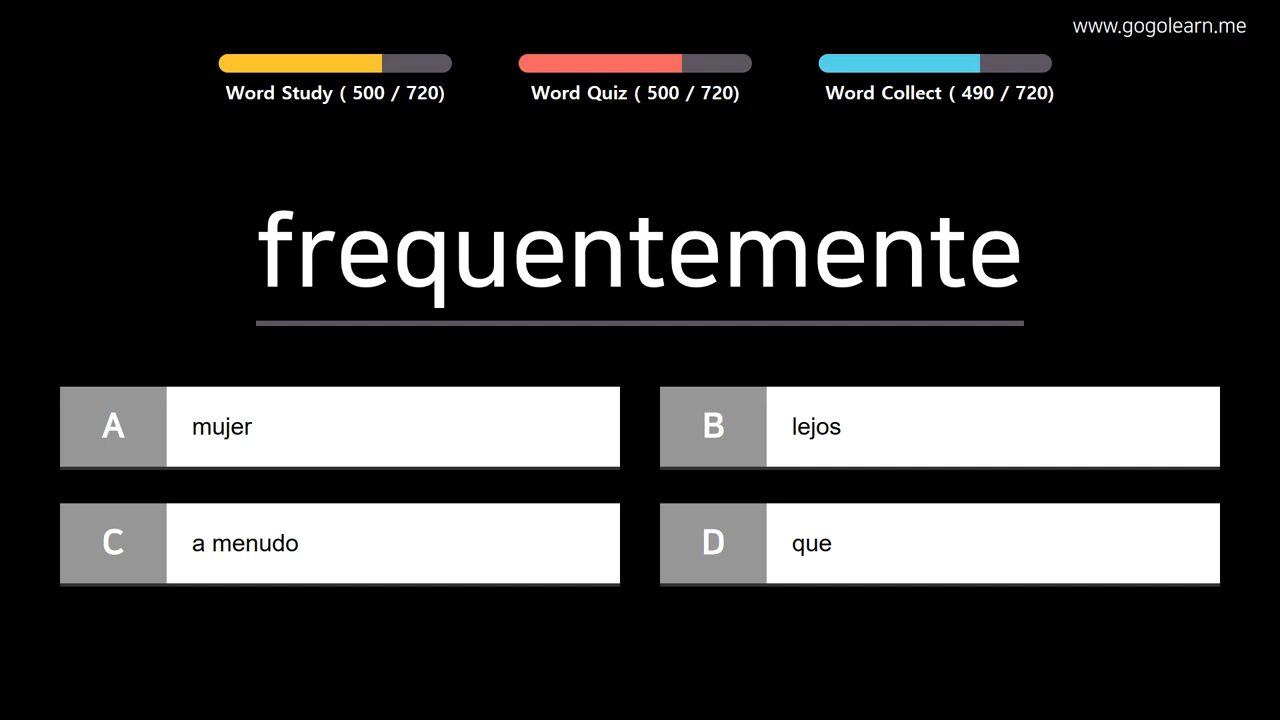 www.gogolearn.me
Word Study ( 500 / 720)
Word Quiz ( 500 / 720)
Word Collect ( 490 / 720)
frequentemente
A mujer
B lejos
C a menudo
D que